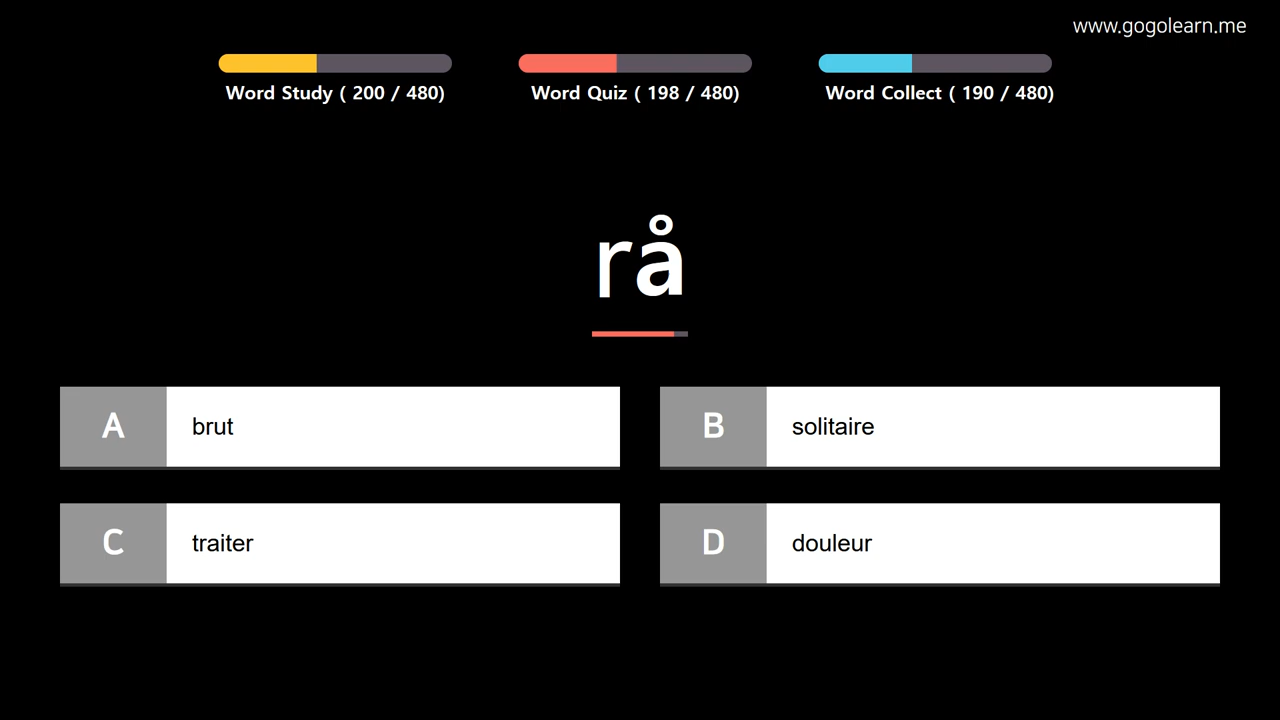 www.gogolearn.me
Word Study ( 200 / 480)
Word Quiz ( 198 / 480)
Word Collect ( 190 / 480)
rå
A brut
B solitaire
C traiter
D douleur